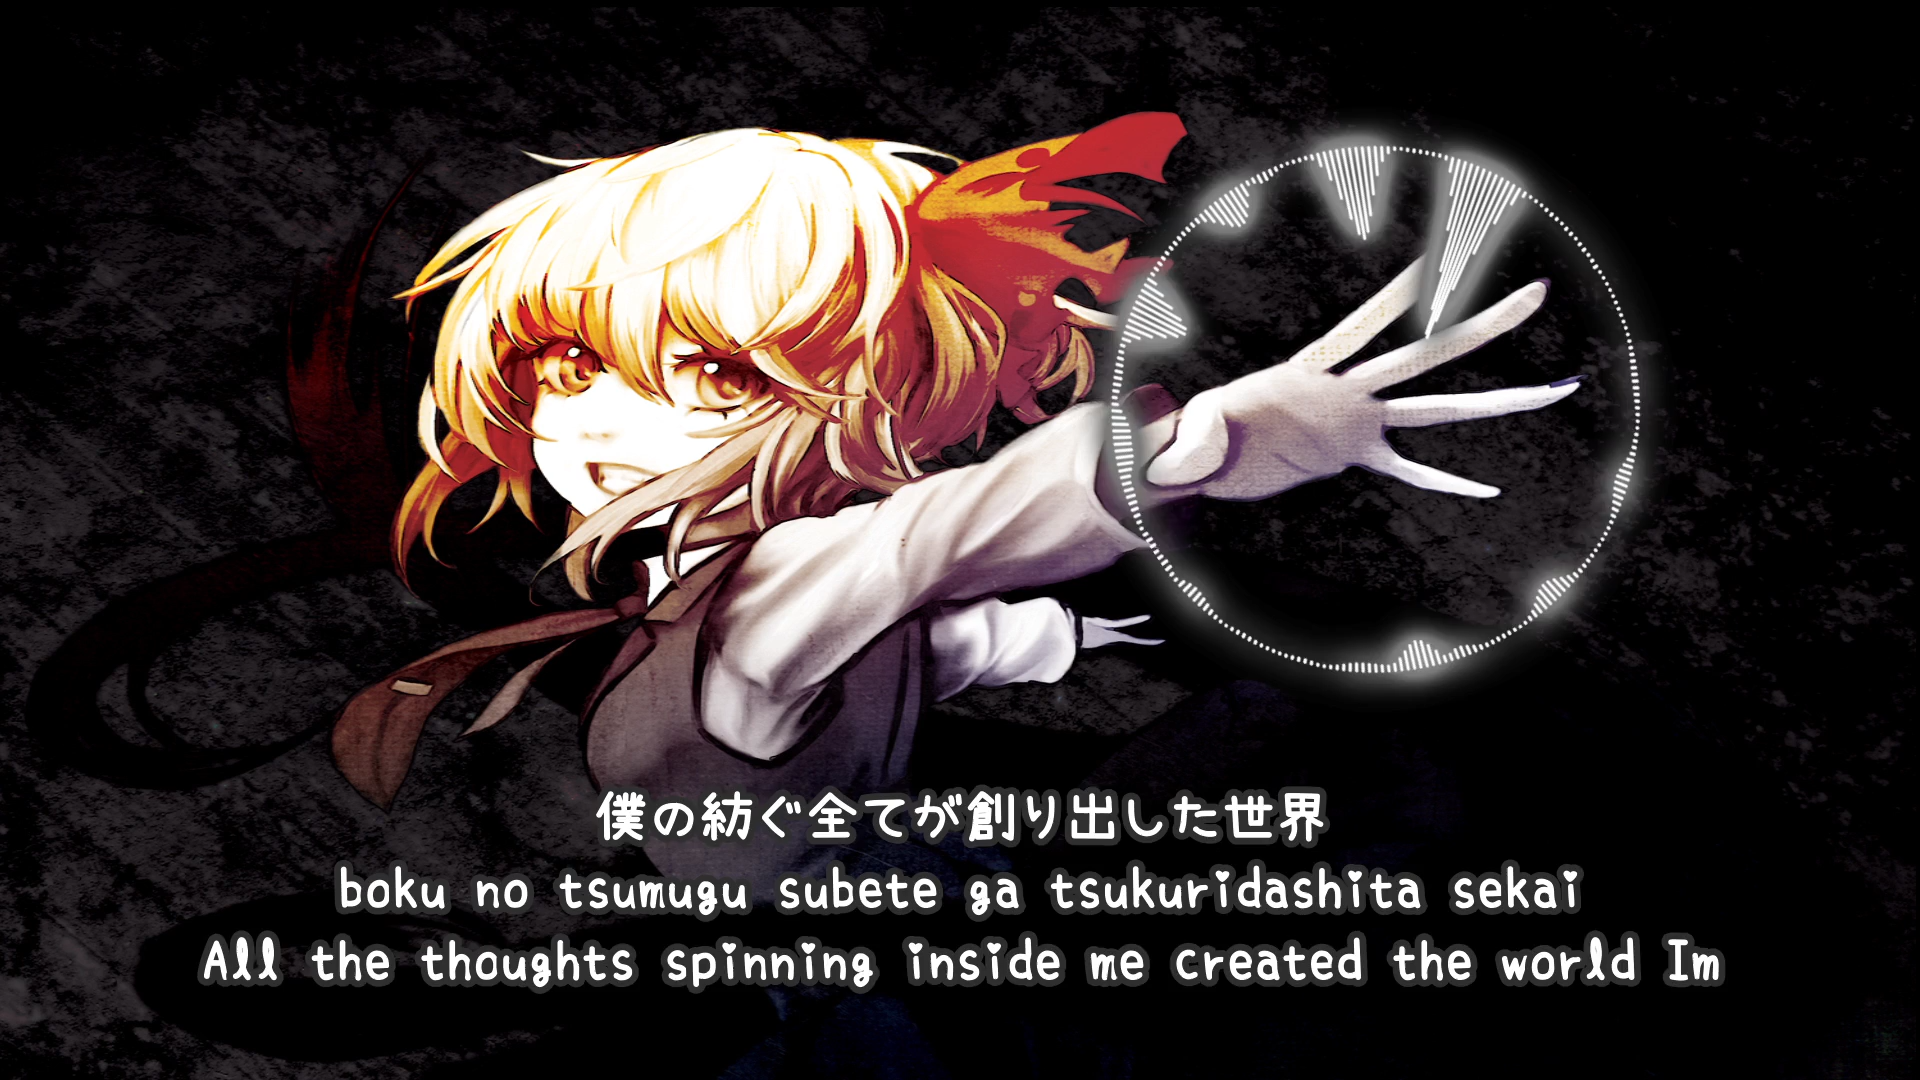 僕の紡ぐ全てが創り出した世界
boku no tsumugu subete ga tsukuridashita sekai
All the thoughts spinning inside me created the world Im